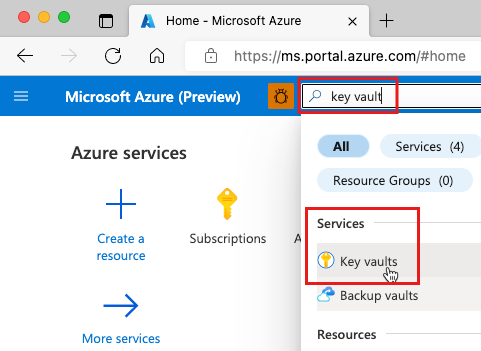 Home - Microsoft Azure
https://ms.portal.azure.com/#home
Microsoft Azure (Preview)
key vault
All
Services (4)
Resource Groups (0)
Azure services
Create a
resource
Subscriptions
A
More services
Services
Key vaults
Backup vaults
Resources